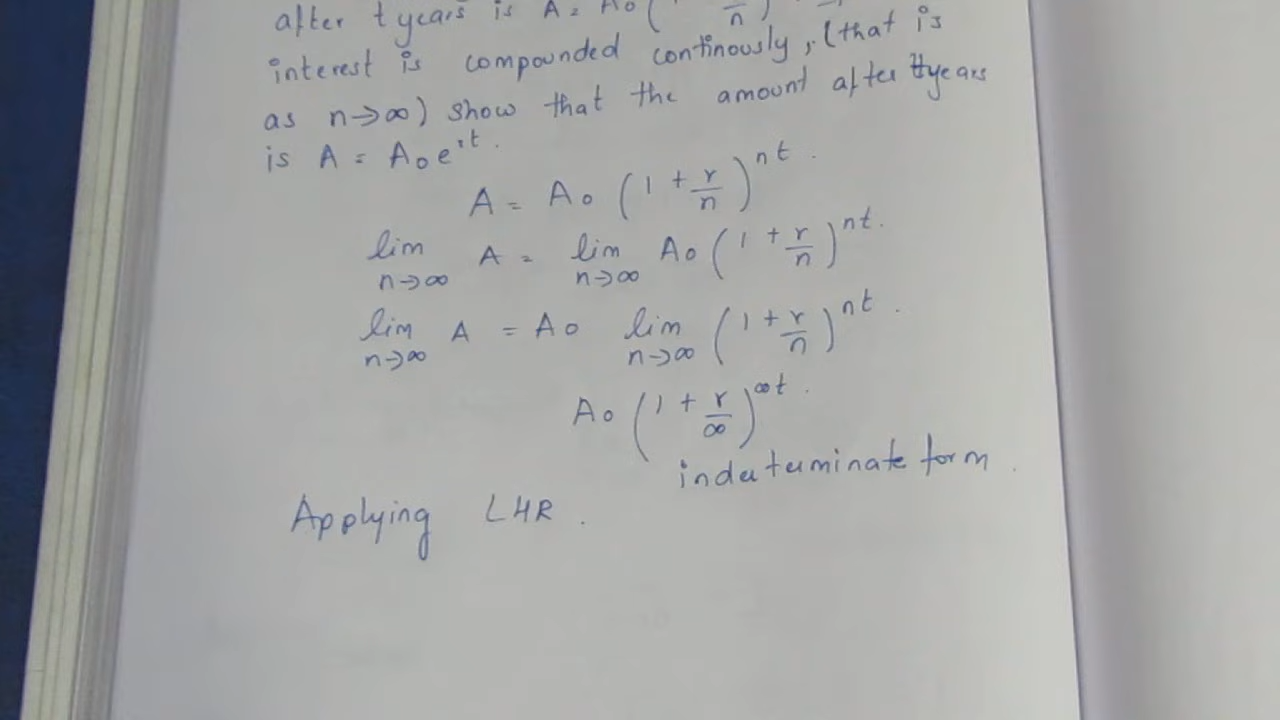 after t years is A = A0 ( n )
interest is compounded continously, (that is
as n→∞) show that the amount after t years
is A = A0 e^rt.
A = A0 (1 + r/n)^nt.
lim n→∞ A = lim n→∞ A0 (1 + r/n)^nt.
lim n→∞ A = A0 lim n→∞ (1 + r/n)^nt.
A0 (1 + r/∞)^∞t.
indeterminate form.
Applying LHR.